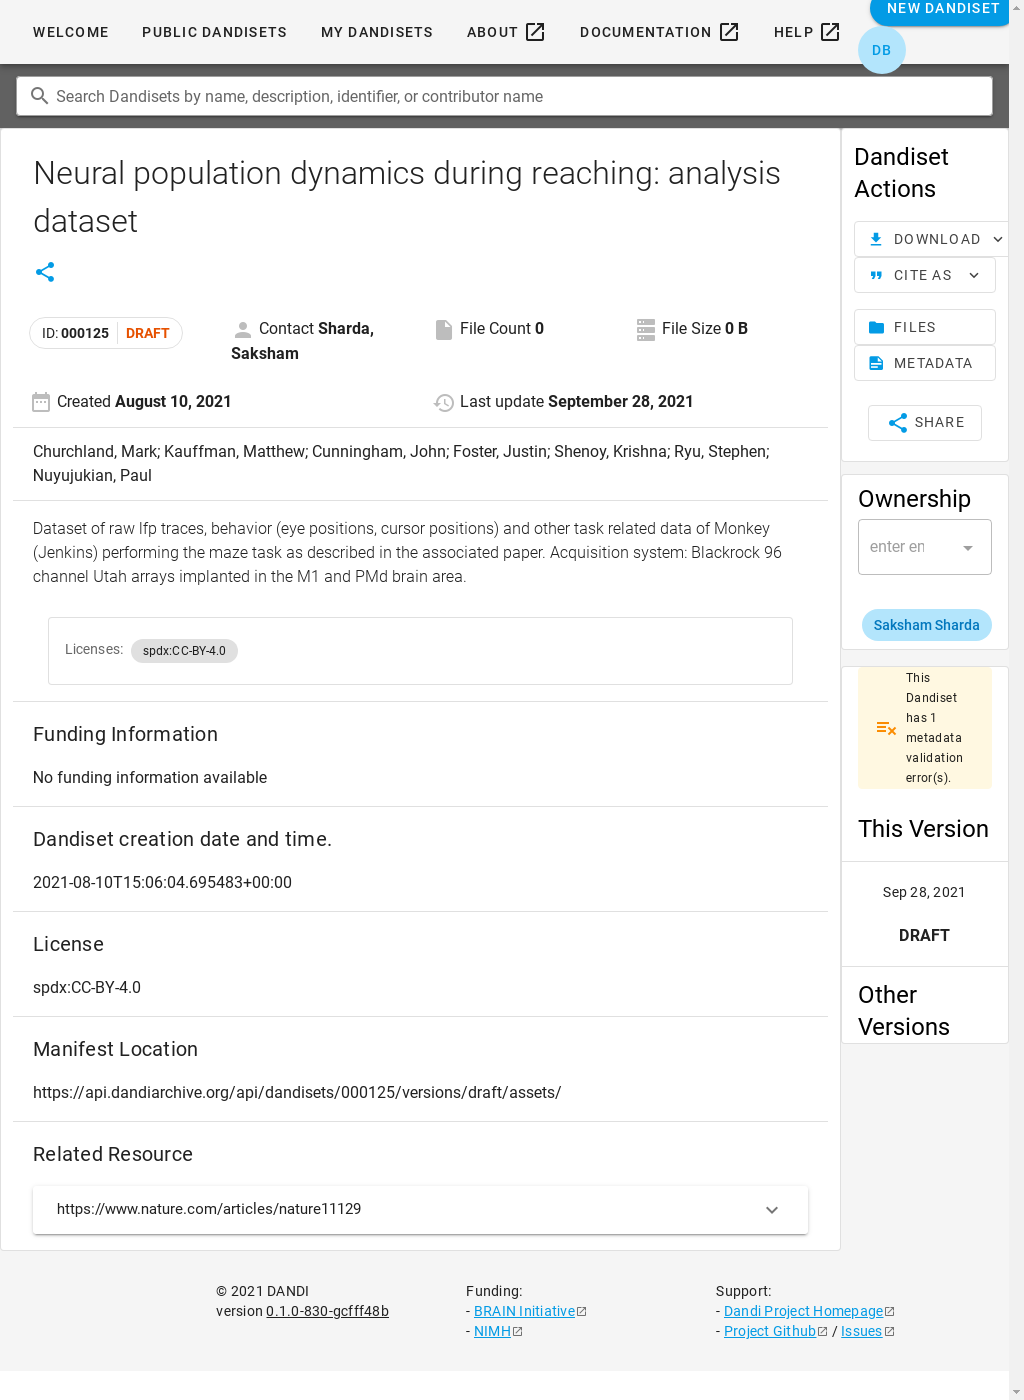 WELCOME PUBLIC DANDISETS MY DANDISETS ABOUT DOCUMENTATION HELP NEW DANDISET
DB
Search Dandisets by name, description, identifier, or contributor name
Neural population dynamics during reaching: analysis
dataset
ID: 000125 DRAFT
Contact Sharda,
Saksham
File Count 0
File Size 0 B
Created August 10, 2021
Last update September 28, 2021
Churchland, Mark; Kauffman, Matthew; Cunningham, John; Foster, Justin; Shenoy, Krishna; Ryu, Stephen;
Nuyujukian, Paul
Dataset of raw lfp traces, behavior (eye positions, cursor positions) and other task related data of Monkey
(Jenkins) performing the maze task as described in the associated paper. Acquisition system: Blackrock 96
channel Utah arrays implanted in the M1 and PMd brain area.
Licenses: spdx:CC-BY-4.0
Funding Information
No funding information available
Dandiset creation date and time.
2021-08-10T15:06:04.695483+00:00
License
spdx:CC-BY-4.0
Manifest Location
https://api.dandiarchive.org/api/dandisets/000125/versions/draft/assets/
Related Resource
https://www.nature.com/articles/nature11129
Dandiset
Actions
DOWNLOAD
CITE AS
FILES
METADATA
SHARE
Ownership
enter en
Saksham Sharda
This
Dandiset
has 1
metadata
validation
error(s).
This Version
Sep 28, 2021
DRAFT
Other
Versions
© 2021 DANDI
version 0.1.0-830-gcfff48b
Funding:
- BRAIN Initiative
- NIMH
Support:
- Dandi Project Homepage
- Project Github / Issues